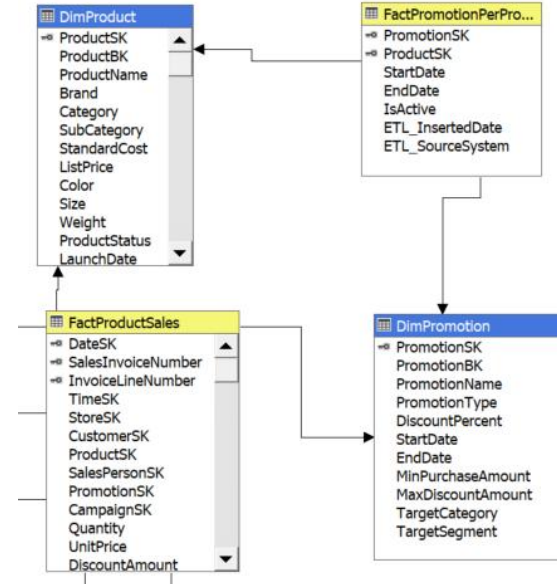 DimProduct
ProductSK
ProductBK
ProductName
Brand
Category
SubCategory
StandardCost
ListPrice
Color
Size
Weight
ProductStatus
LaunchDate
FactPromotionPerPro...
PromotionSK
ProductSK
StartDate
EndDate
IsActive
ETL_InsertedDate
ETL_SourceSystem
FactProductSales
DateSK
SalesInvoiceNumber
InvoiceLineNumber
TimeSK
StoreSK
CustomerSK
ProductSK
SalesPersonSK
PromotionSK
CampaignSK
Quantity
UnitPrice
DiscountAmount
DimPromotion
PromotionSK
PromotionBK
PromotionName
PromotionType
DiscountPercent
StartDate
EndDate
MinPurchaseAmount
MaxDiscountAmount
TargetCategory
TargetSegment